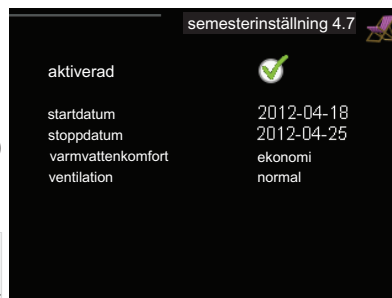 semesterinställning 4.7
aktiverad
startdatum 2012-04-18
stoppdatum 2012-04-25
varmvattenkomfort ekonomi
ventilation normal